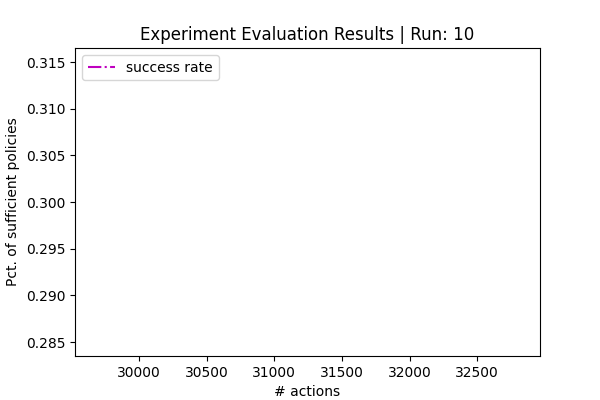 Experiment Evaluation Results | Run: 10
success rate
Pct. of sufficient policies
0.315
0.310
0.305
0.300
0.295
0.290
0.285
30000 30500 31000 31500 32000 32500
# actions